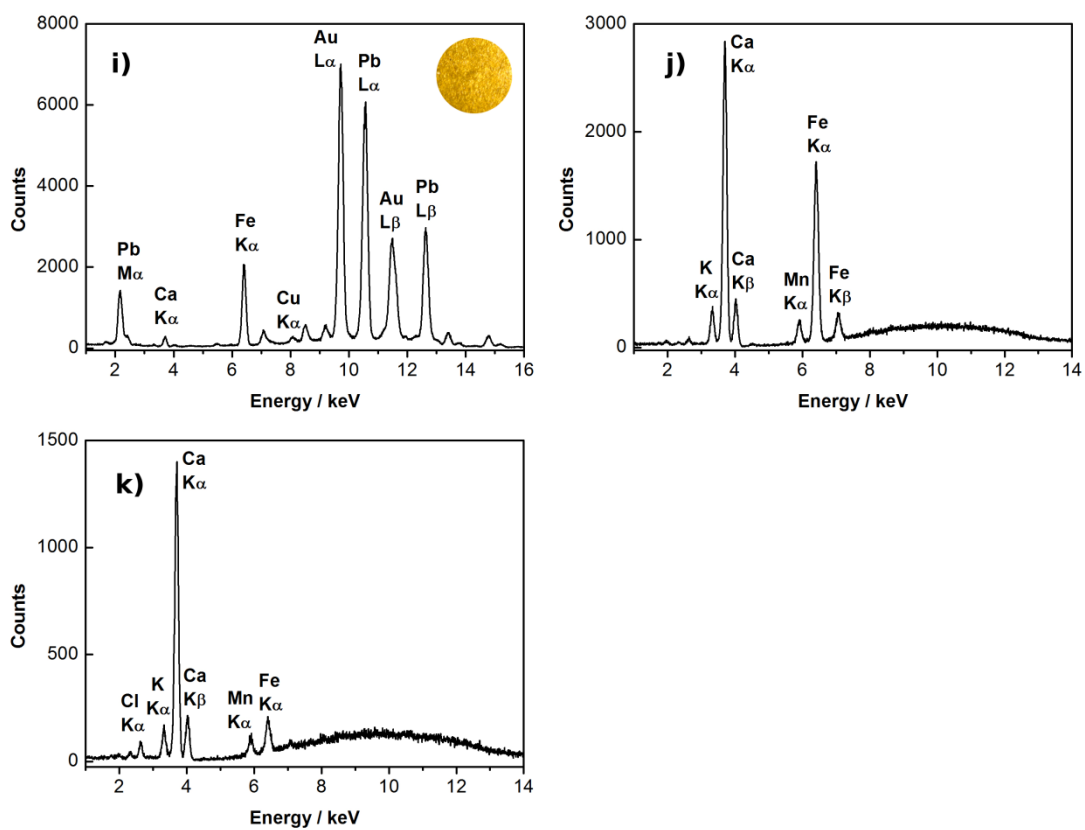 i)
8000
6000
4000
2000
0
Counts
2 4 6 8 10 12 14 16
Energy / keV
Pb
Mα
Ca
Kα
Fe
Kα
Cu
Kα
Au
Lα
Pb
Lα
Au
Lβ
Pb
Lβ
j)
3000
2000
1000
0
Counts
2 4 6 8 10 12 14
Energy / keV
K
Kα
Ca
Kα
Ca
Kβ
Mn
Kα
Fe
Kα
Fe
Kβ
k)
1500
1000
500
0
Counts
2 4 6 8 10 12 14
Energy / keV
Cl
Kα
K
Kα
Ca
Kα
Ca
Kβ
Mn
Kα
Fe
Kα